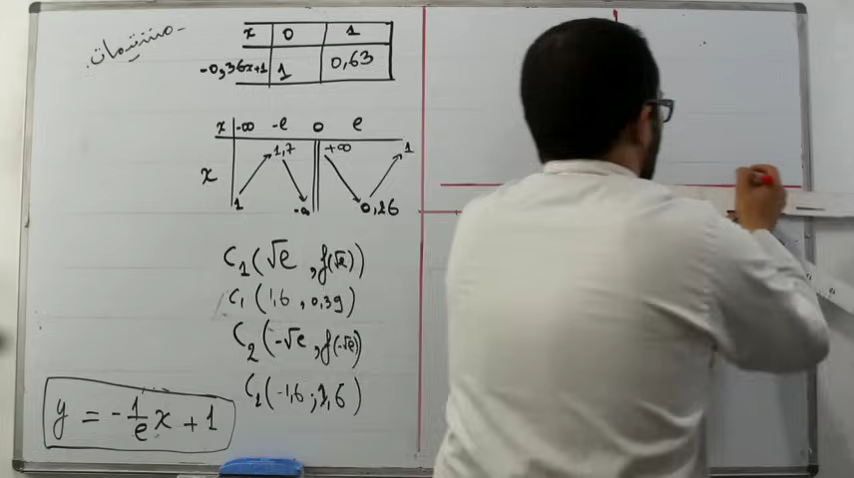 x 0 1
-0,36x+1 1 0,63
x -∞ -e 0 e
1,7 +∞ 1
x
1 -∞ 0,26
C1(√e , f(√e))
C1 (1,6 , 0,39)
C2(-√e , f(-√e))
C2(-1,6 ; 1,6)
y = -1/e x + 1